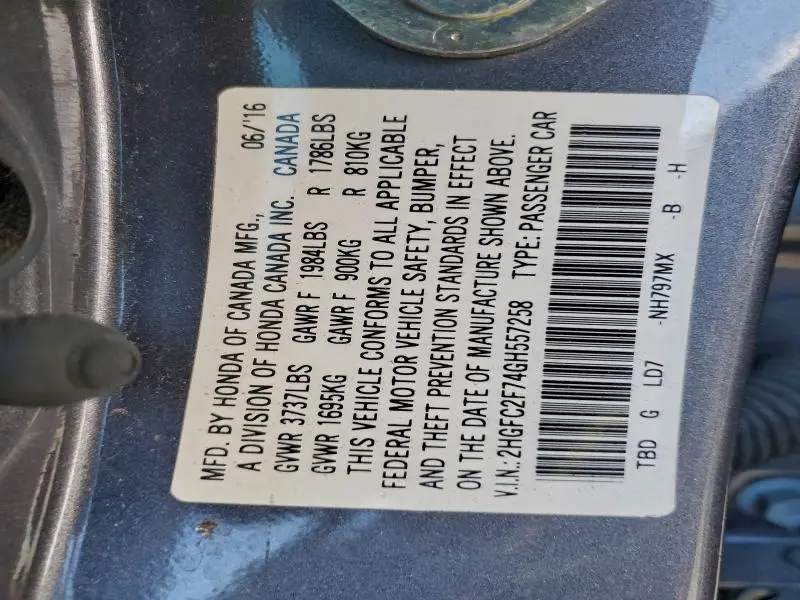 MFD. BY HONDA OF CANADA MFG., 06/'16
A DIVISION OF HONDA CANADA INC. CANADA
GVWR 3737LBS GAWR F 1984LBS R 1786LBS
GVWR 1695KG GAWR F 900KG R 810KG
THIS VEHICLE CONFORMS TO ALL APPLICABLE
FEDERAL MOTOR VEHICLE SAFETY, BUMPER,
AND THEFT PREVENTION STANDARDS IN EFFECT
ON THE DATE OF MANUFACTURE SHOWN ABOVE.
V.I.N.: 2HGFC2F74GH557258 TYPE: PASSENGER CAR
TBD G LD7 -NH797MX -B -H